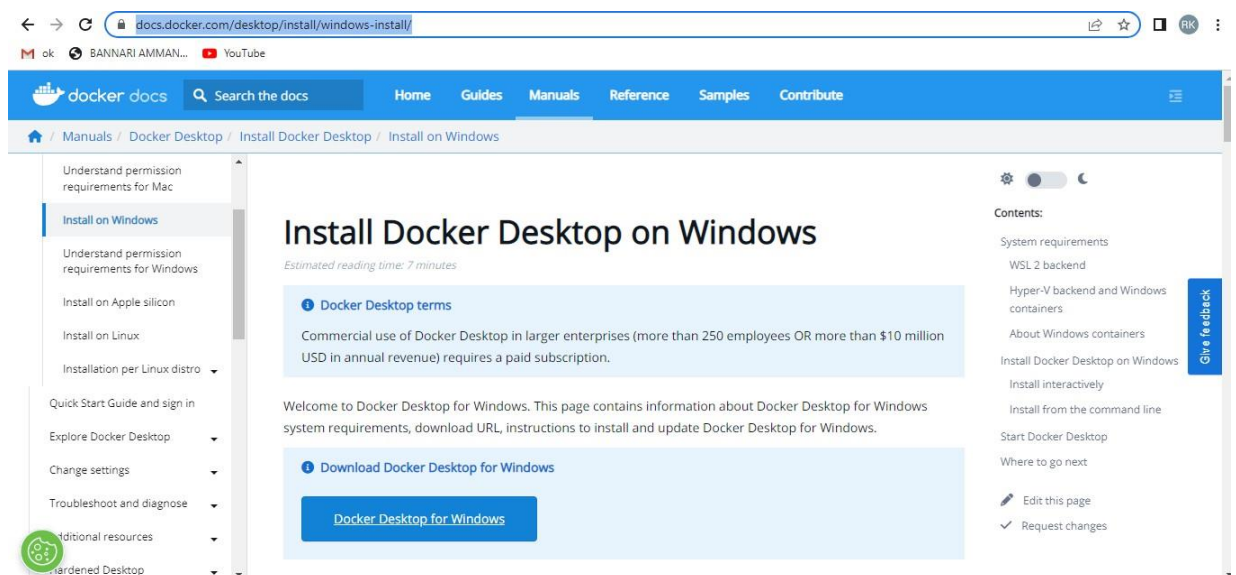 docs.docker.com/desktop/install/windows-install/
RK
ok
BANNARI AMMAN...
YouTube
docker docs
Search the docs
Home
Guides
Manuals
Reference
Samples
Contribute
/ Manuals / Docker Desktop / Install Docker Desktop / Install on Windows
Understand permission
requirements for Mac
Install on Windows
Understand permission
requirements for Windows
Install on Apple silicon
Install on Linux
Installation per Linux distro
Quick Start Guide and sign in
Explore Docker Desktop
Change settings
Troubleshoot and diagnose
dditional resources
ardened Desktop
Install Docker Desktop on Windows
Estimated reading time: 7 minutes
Docker Desktop terms
Commercial use of Docker Desktop in larger enterprises (more than 250 employees OR more than $10 million
USD in annual revenue) requires a paid subscription.
Welcome to Docker Desktop for Windows. This page contains information about Docker Desktop for Windows
system requirements, download URL, instructions to install and update Docker Desktop for Windows.
Download Docker Desktop for Windows
Docker Desktop for Windows
Contents:
System requirements
WSL 2 backend
Hyper-V backend and Windows
containers
About Windows containers
Install Docker Desktop on Windows
Install interactively
Install from the command line
Start Docker Desktop
Where to go next
Edit this page
Request changes
Give feedback